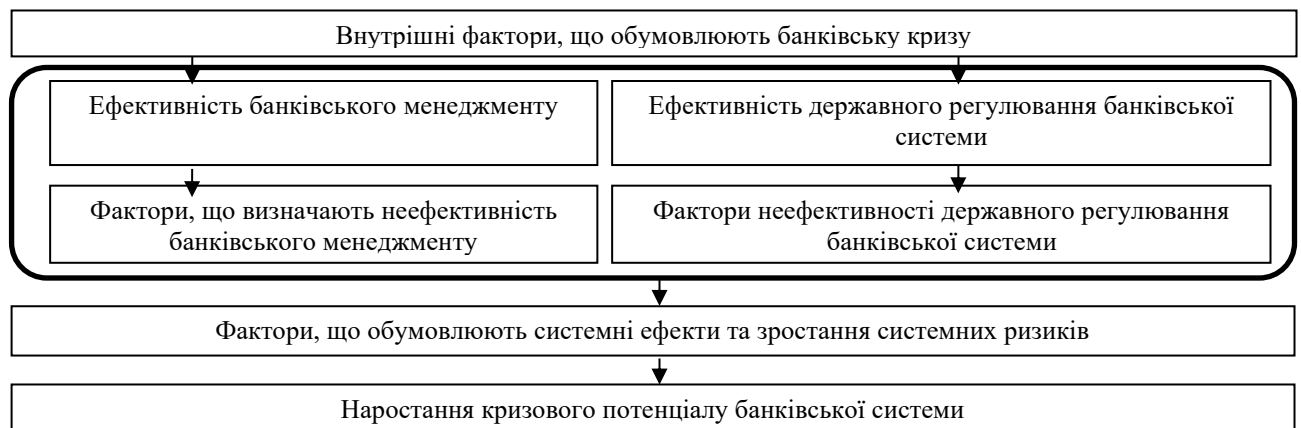 Внутрішні фактори, що обумовлюють банківську кризу
Ефективність банківського менеджменту
Ефективність державного регулювання банківської
системи
Фактори, що визначають неефективність
банківського менеджменту
Фактори неефективності державного регулювання
банківської системи
Фактори, що обумовлюють системні ефекти та зростання системних ризиків
Наростання кризового потенціалу банківської системи